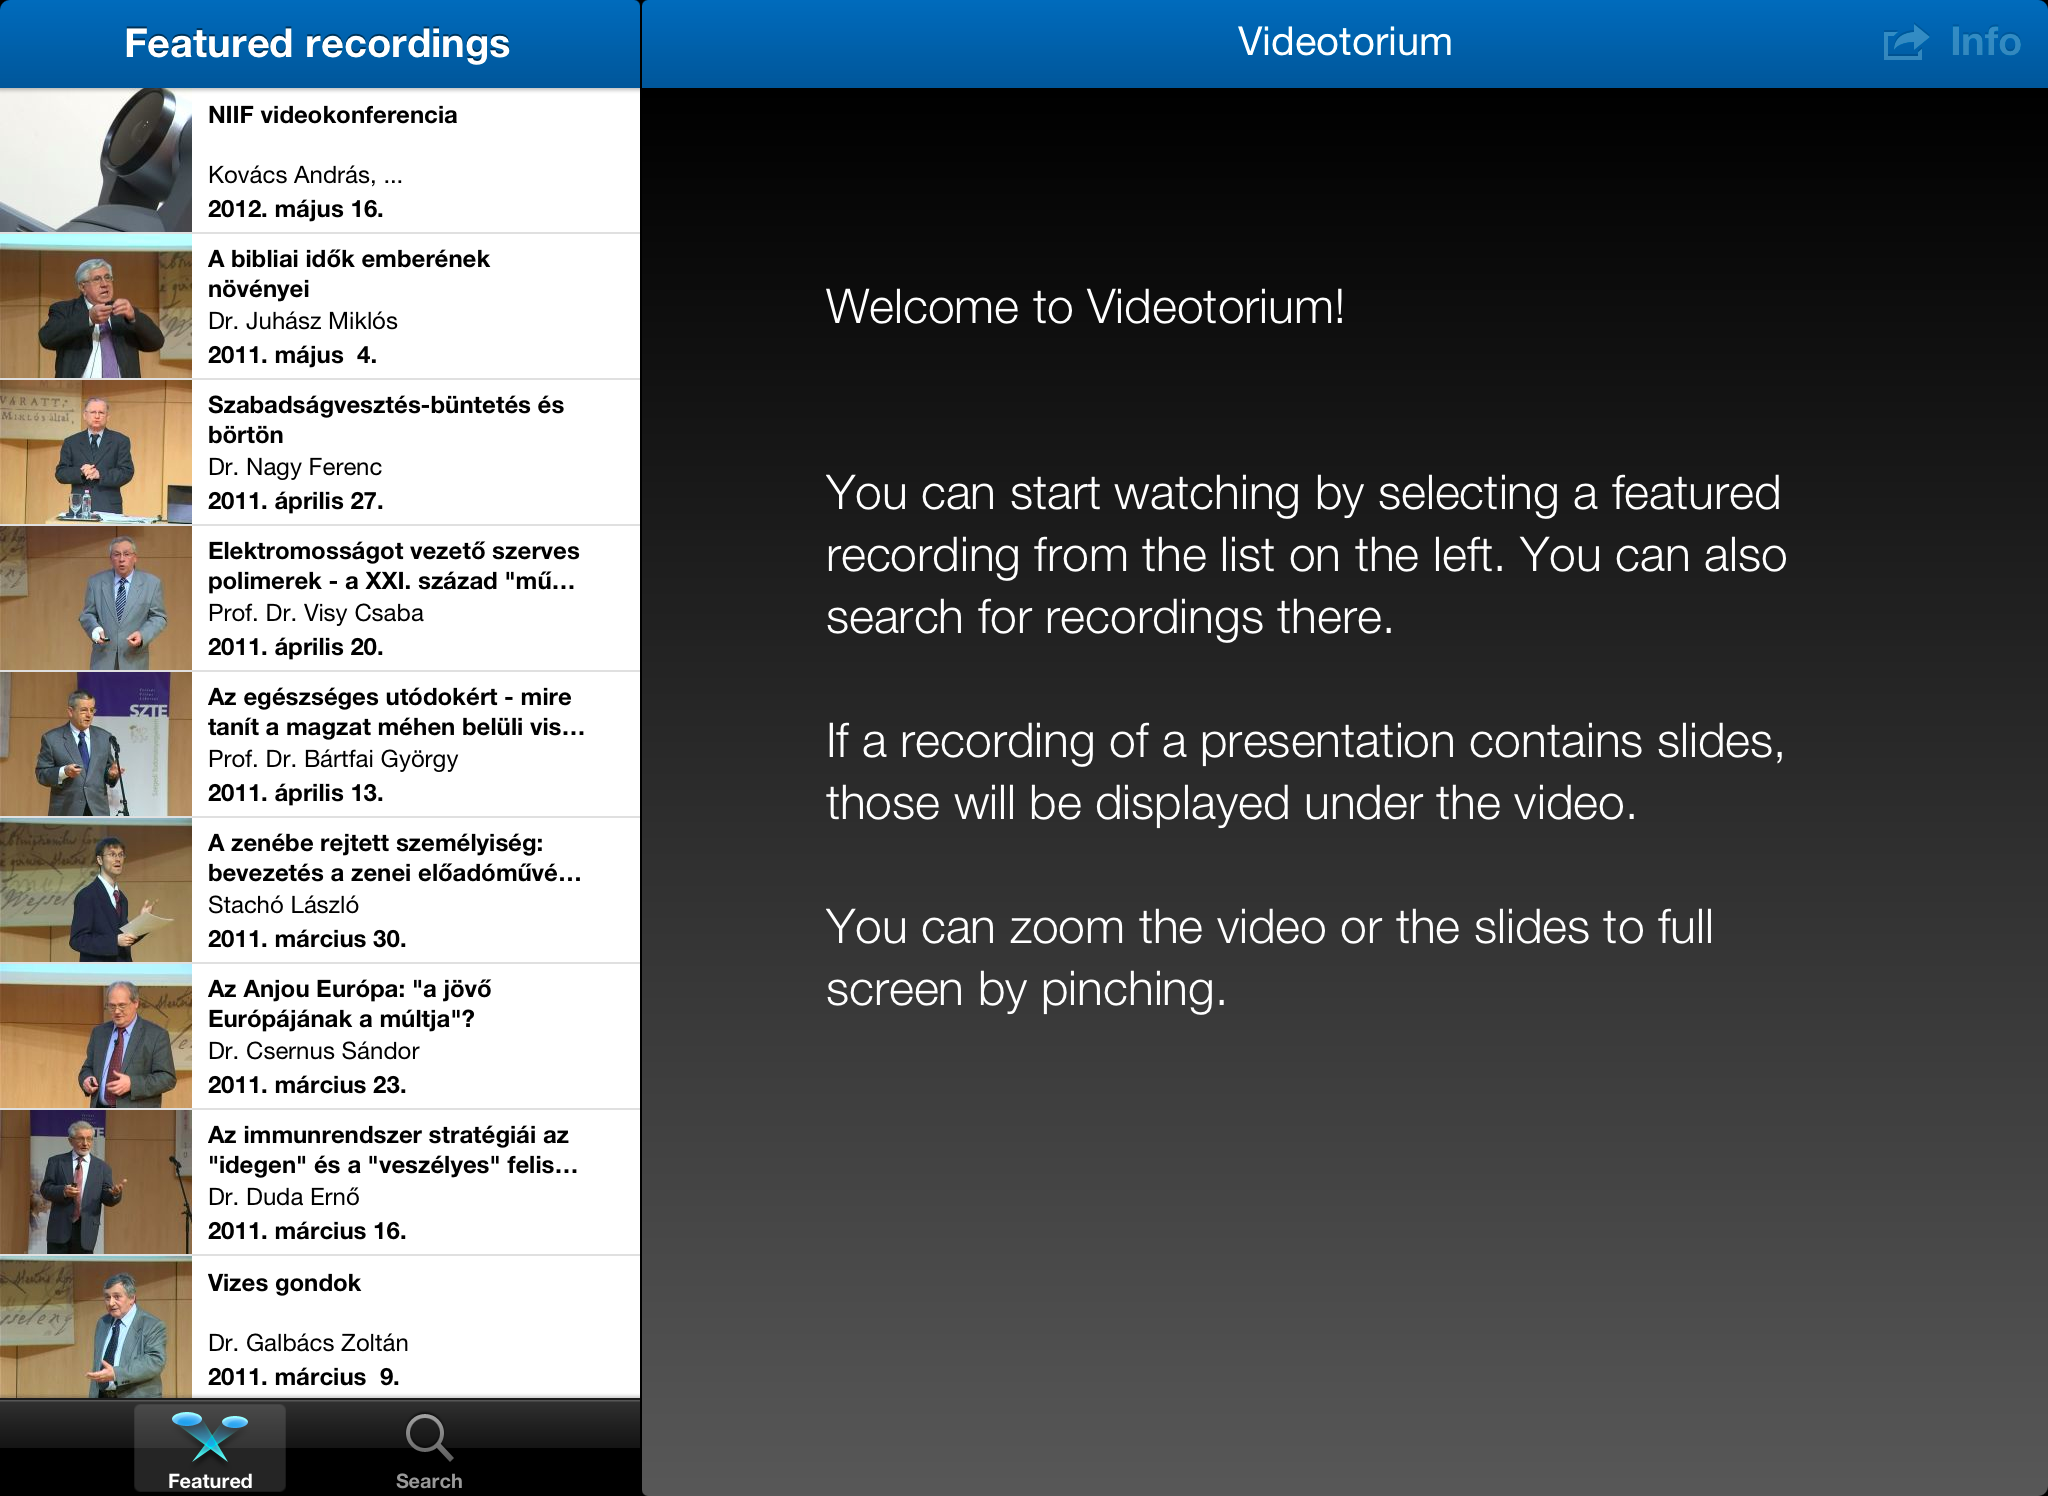 Featured recordings
NIIF videokonferencia
Kovács András, ...
2012. május 16.
A bibliai idők emberének
növényei
Dr. Juhász Miklós
2011. május  4.
VÁRATT,
MIKLÓS
Szabadságvesztés-büntetés és
börtön
Dr. Nagy Ferenc
2011. április 27.
Elektromosságot vezető szerves
polimerek - a XXI. század "mű...
Prof. Dr. Visy Csaba
2011. április 20.
SZTE
Az egészséges utódokért - mire
tanít a magzat méhen belüli vis...
Prof. Dr. Bártfai György
2011. április 13.
A zenébe rejtett személyiség:
bevezetés a zenei előadóművé...
Stachó László
2011. március 30.
Az Anjou Európa: "a jövő
Európájának a múltja"?
Dr. Csernus Sándor
2011. március 23.
Az immunrendszer stratégiái az
"idegen" és a "veszélyes" felis...
Dr. Duda Ernő
2011. március 16.
Vizes gondok
Dr. Galbács Zoltán
2011. március  9.
Featured
Search
Videotorium
Info
Welcome to Videotorium!
You can start watching by selecting a featured
recording from the list on the left. You can also
search for recordings there.
If a recording of a presentation contains slides,
those will be displayed under the video.
You can zoom the video or the slides to full
screen by pinching.